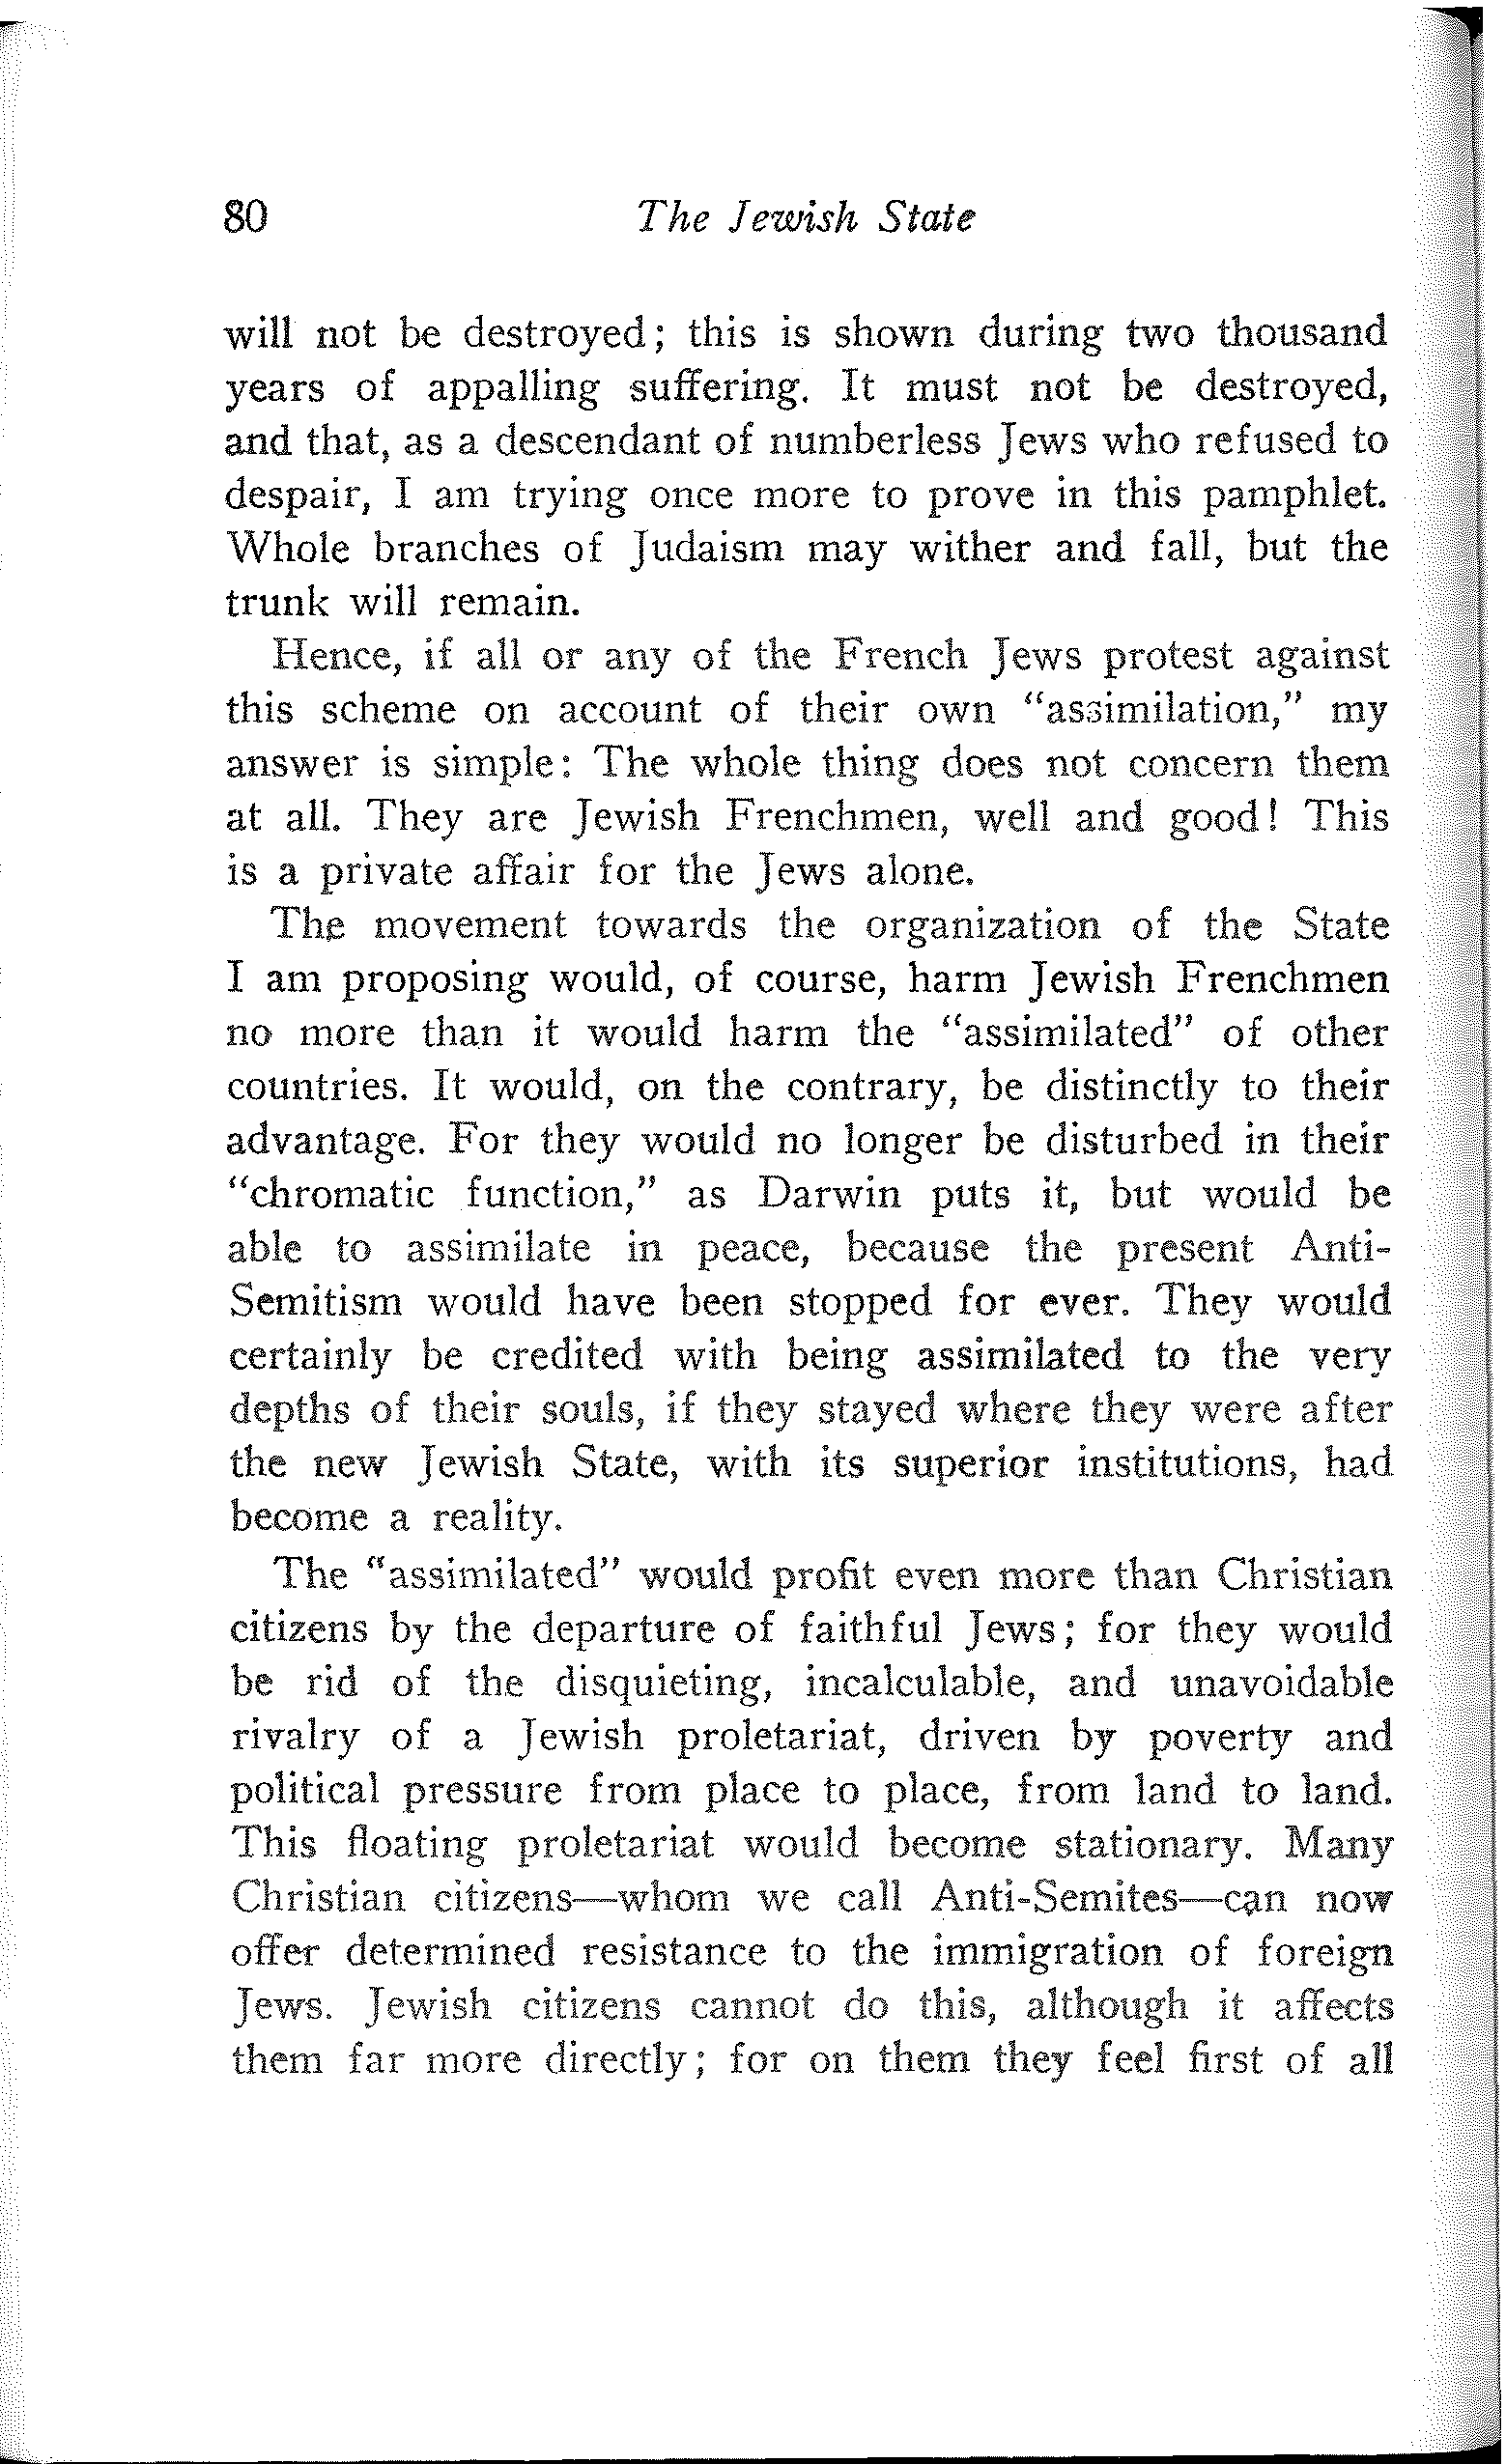 80 The Jewish State
will not be destroyed; this is shown during two thousand
years of appalling suffering. It must not be destroyed,
and that, as a descendant of numberless Jews who refused to
despair, I am trying once more to prove in this pamphlet.
Whole branches of Judaism may wither and fall, but the
trunk will remain.
Hence, if all or any of the French Jews protest against
this scheme on account of their own "assimilation," my
answer is simple: The whole thing does not concern them
at all. They are Jewish Frenchmen, well and good! This
is a private affair for the Jews alone.
The movement towards the organization of the State
I am proposing would, of course, harm Jewish Frenchmen
no more than it would harm the "assimilated" of other
countries. It would, on the contrary, be distinctly to their
advantage. For they would no longer be disturbed in their
"chromatic function," as Darwin puts it, but would be
able to assimilate in peace, because the present Anti-
Semitism would have been stopped for ever. They would
certainly be credited with being assimilated to the very
depths of their souls, if they stayed where they were after
the new Jewish State, with its superior institutions, had
become a reality.
The "assimilated" would profit even more than Christian
citizens by the departure of faithful Jews; for they would
be rid of the disquieting, incalculable, and unavoidable
rivalry of a Jewish proletariat, driven by poverty and
political pressure from place to place, from land to land.
This floating proletariat would become stationary. Many
Christian citizens—whom we call Anti-Semites—can now
offer determined resistance to the immigration of foreign
Jews. Jewish citizens cannot do this, although it affects
them far more directly; for on them they feel first of all